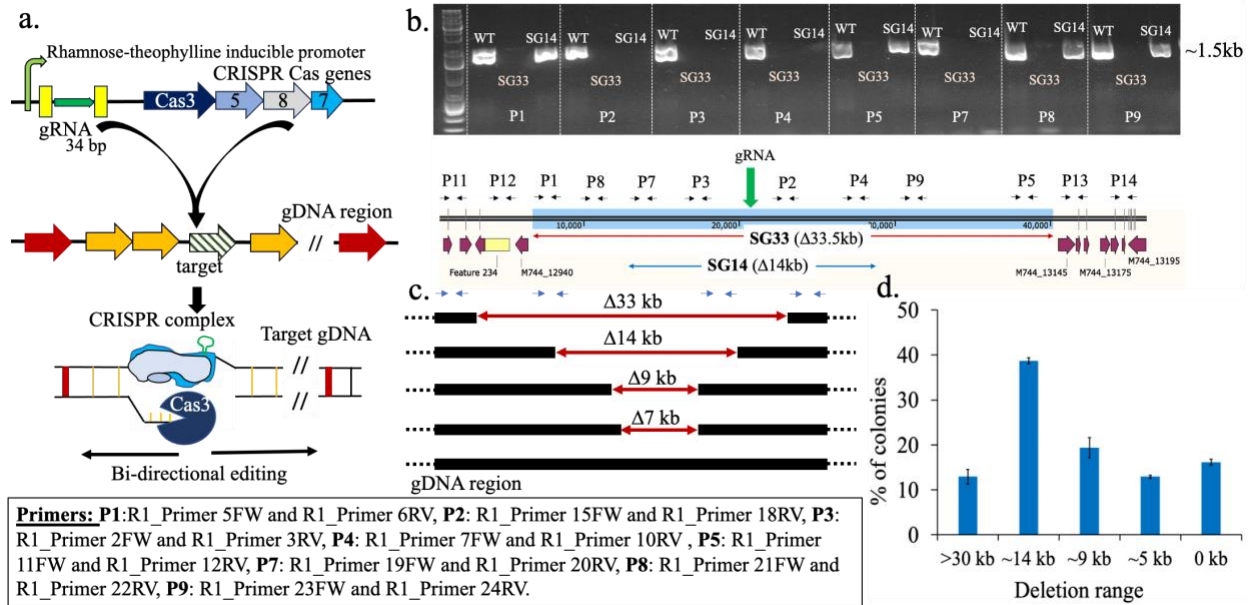 a.
Rhamnose-theophylline inducible promoter
CRISPR Cas genes
Cas3 5 8 7
gRNA
34 bp
gDNA region
//
target
CRISPR complex
Target gDNA
//
//
Cas3
Bi-directional editing
b.
WT SG14 WT SG14 WT SG14 WT SG14 WT SG14 WT SG14 WT SG14 WT SG14
~1.5kb
SG33 SG33 SG33 SG33 SG33 SG33 SG33 SG33
P1 P2 P3 P4 P5 P7 P8 P9
gRNA
P11 P12 P1 P8 P7 P3 P2 P4 P9 P5 P13 P14
10,000 20,000 30,000 40,000
SG33 (Δ33.5kb)
SG14 (Δ14kb)
Feature 234
M744_12940
M744_13145
M744_13175
M744_13195
c.
Δ33 kb
Δ14 kb
Δ9 kb
Δ7 kb
gDNA region
d.
% of colonies
50
40
30
20
10
0
>30 kb ~14 kb ~9 kb ~5 kb 0 kb
Deletion range
Primers: P1:R1_Primer 5FW and R1_Primer 6RV, P2: R1_Primer 15FW and R1_Primer 18RV, P3:
R1_Primer 2FW and R1_Primer 3RV, P4: R1_Primer 7FW and R1_Primer 10RV , P5: R1_Primer
11FW and R1_Primer 12RV, P7: R1_Primer 19FW and R1_Primer 20RV, P8: R1_Primer 21FW and
R1_Primer 22RV, P9: R1_Primer 23FW and R1_Primer 24RV.